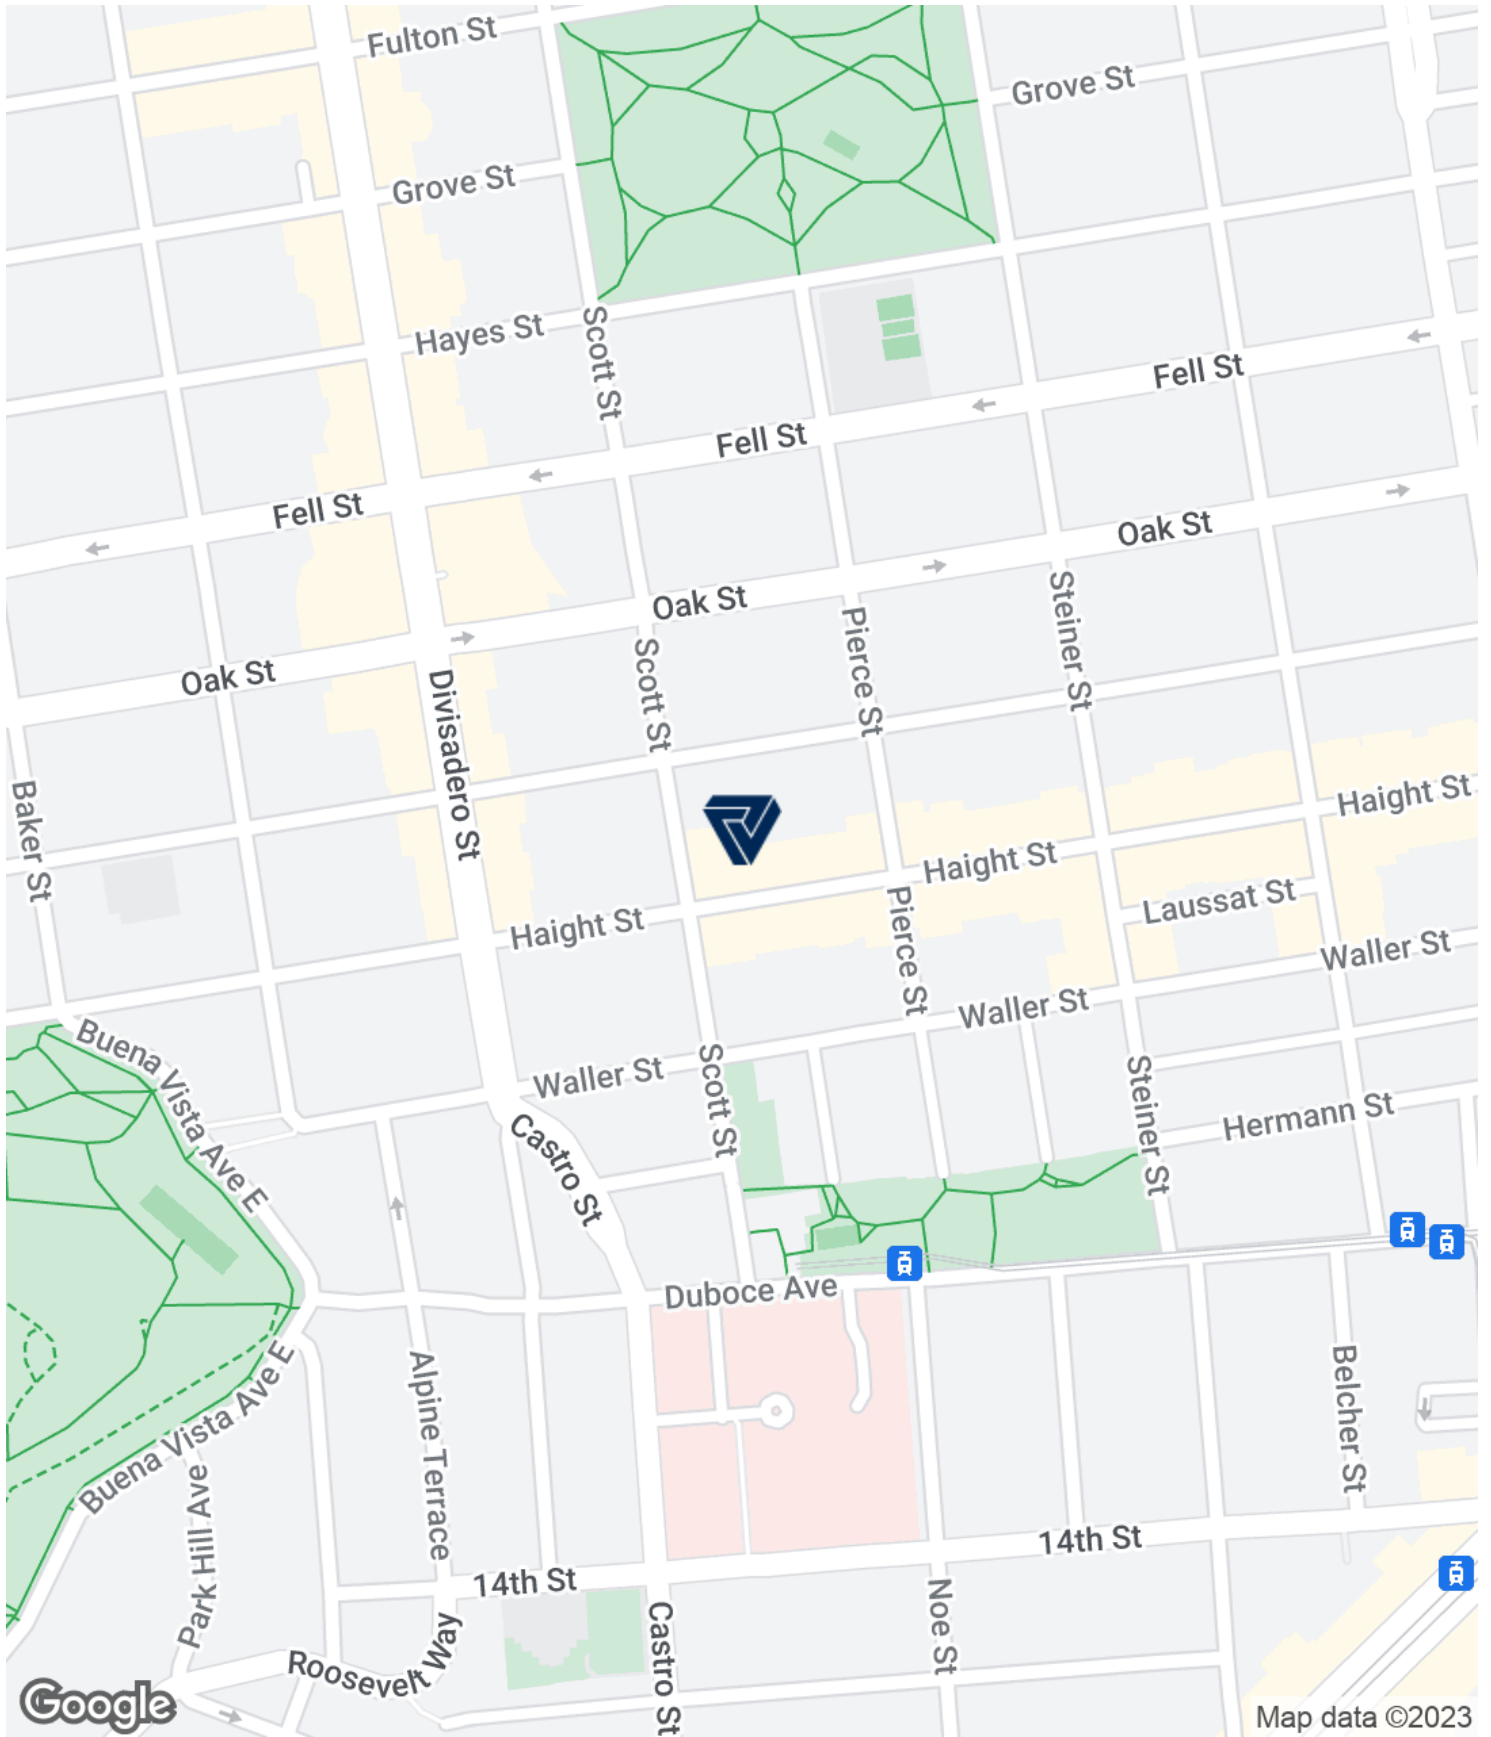 Fulton St
Grove St
Grove St
Hayes St
Scott St
Fell St
Fell St
Fell St
Oak St
Oak St
Oak St
Scott St
Pierce St
Steiner St
Divisadero St
Baker St
Haight St
Haight St
Haight St
Laussat St
Pierce St
Waller St
Waller St
Waller St
Buena Vista Ave E
Scott St
Castro St
Steiner St
Hermann St
Duboce Ave
Buena Vista Ave E
Alpine Terrace
Belcher St
Park Hill Ave
14th St
14th St
Noe St
Castro St
Roosevelt Way
Google
Map data ©2023